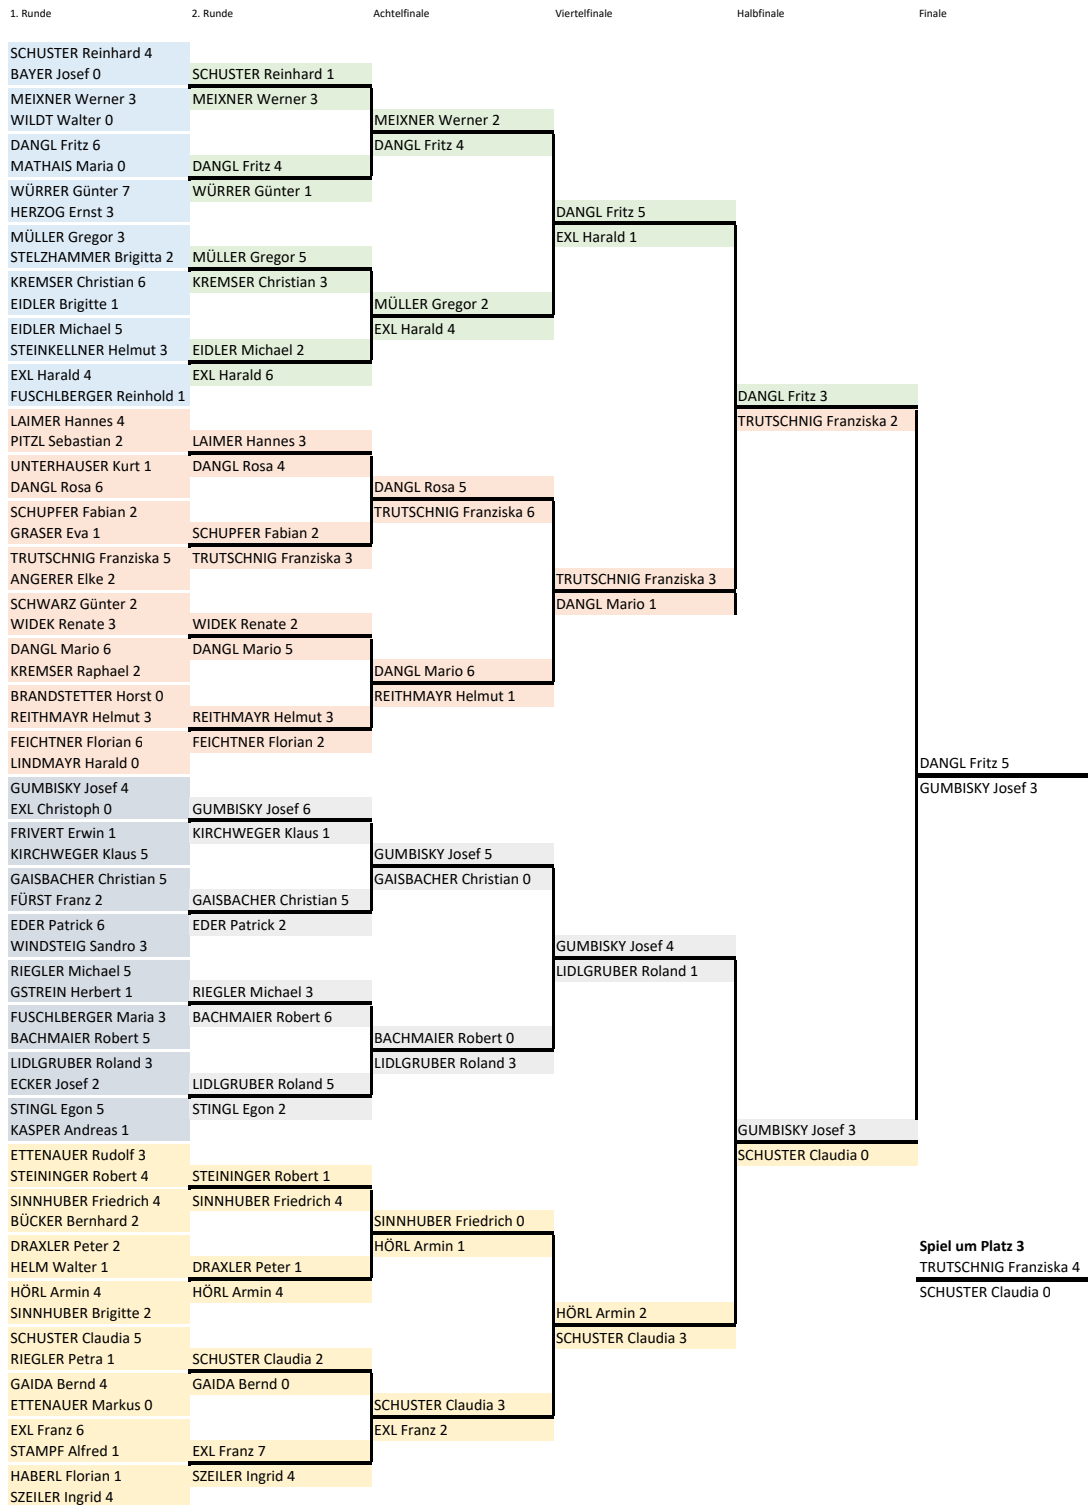 1. Runde
2. Runde
Achtelfinale
Viertelfinale
Halbfinale
Finale
SCHUSTER Reinhard 4
BAYER Josef 0
MEIXNER Werner 3
WILDT Walter 0
DANGL Fritz 6
MATHAIS Maria 0
WÜRRER Günter 7
HERZOG Ernst 3
MÜLLER Gregor 3
STELZHAMMER Brigitta 2
KREMSER Christian 6
EIDLER Brigitte 1
EIDLER Michael 5
STEINKELLNER Helmut 3
EXL Harald 4
FUSCHLBERGER Reinhold 1
LAIMER Hannes 4
PITZL Sebastian 2
UNTERHAUSER Kurt 1
DANGL Rosa 6
SCHUPFER Fabian 2
GRASER Eva 1
TRUTSCHNIG Franziska 5
ANGERER Elke 2
SCHWARZ Günter 2
WIDEK Renate 3
DANGL Mario 6
KREMSER Raphael 2
BRANDSTETTER Horst 0
REITHMAYR Helmut 3
FEICHTNER Florian 6
LINDMAYR Harald 0
GUMBISKY Josef 4
EXL Christoph 0
FRIVERT Erwin 1
KIRCHWEGER Klaus 5
GAISBACHER Christian 5
FÜRST Franz 2
EDER Patrick 6
WINDSTEIG Sandro 3
RIEGLER Michael 5
GSTREIN Herbert 1
FUSCHLBERGER Maria 3
BACHMAIER Robert 5
LIDLGRUBER Roland 3
ECKER Josef 2
STINGL Egon 5
KASPER Andreas 1
ETTENAUER Rudolf 3
STEININGER Robert 4
SINNHUBER Friedrich 4
BÜCKER Bernhard 2
DRAXLER Peter 2
HELM Walter 1
HÖRL Armin 4
SINNHUBER Brigitte 2
SCHUSTER Claudia 5
RIEGLER Petra 1
GAIDA Bernd 4
ETTENAUER Markus 0
EXL Franz 6
STAMPF Alfred 1
HABERL Florian 1
SZEILER Ingrid 4
SCHUSTER Reinhard 1
MEIXNER Werner 3
DANGL Fritz 4
WÜRRER Günter 1
MÜLLER Gregor 5
KREMSER Christian 3
EIDLER Michael 2
EXL Harald 6
LAIMER Hannes 3
DANGL Rosa 4
SCHUPFER Fabian 2
TRUTSCHNIG Franziska 3
WIDEK Renate 2
DANGL Mario 5
REITHMAYR Helmut 3
FEICHTNER Florian 2
GUMBISKY Josef 6
KIRCHWEGER Klaus 1
GAISBACHER Christian 5
EDER Patrick 2
RIEGLER Michael 3
BACHMAIER Robert 6
LIDLGRUBER Roland 5
STINGL Egon 2
STEININGER Robert 1
SINNHUBER Friedrich 4
DRAXLER Peter 1
HÖRL Armin 4
SCHUSTER Claudia 2
GAIDA Bernd 0
EXL Franz 7
SZEILER Ingrid 4
MEIXNER Werner 2
DANGL Fritz 4
MÜLLER Gregor 2
EXL Harald 4
DANGL Rosa 5
TRUTSCHNIG Franziska 6
DANGL Mario 6
REITHMAYR Helmut 1
GUMBISKY Josef 5
GAISBACHER Christian 0
BACHMAIER Robert 0
LIDLGRUBER Roland 3
SINNHUBER Friedrich 0
HÖRL Armin 1
SCHUSTER Claudia 3
EXL Franz 2
DANGL Fritz 5
EXL Harald 1
TRUTSCHNIG Franziska 3
DANGL Mario 1
GUMBISKY Josef 4
LIDLGRUBER Roland 1
HÖRL Armin 2
SCHUSTER Claudia 3
DANGL Fritz 3
TRUTSCHNIG Franziska 2
GUMBISKY Josef 3
SCHUSTER Claudia 0
DANGL Fritz 5
GUMBISKY Josef 3
Spiel um Platz 3
TRUTSCHNIG Franziska 4
SCHUSTER Claudia 0